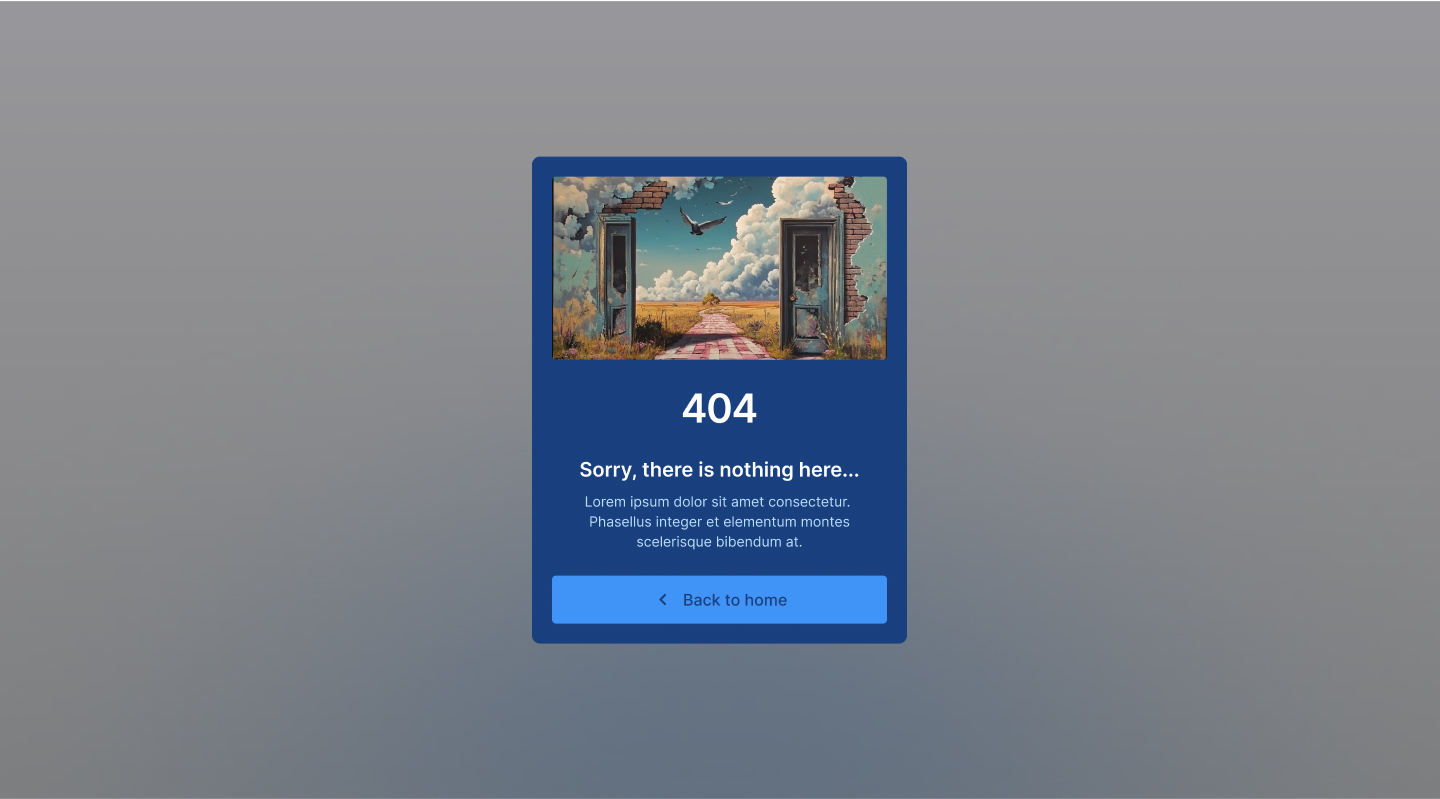 404
Sorry, there is nothing here...
Lorem ipsum dolor sit amet consectetur.
Phasellus integer et elementum montes
scelerisque bibendum at.
Back to home